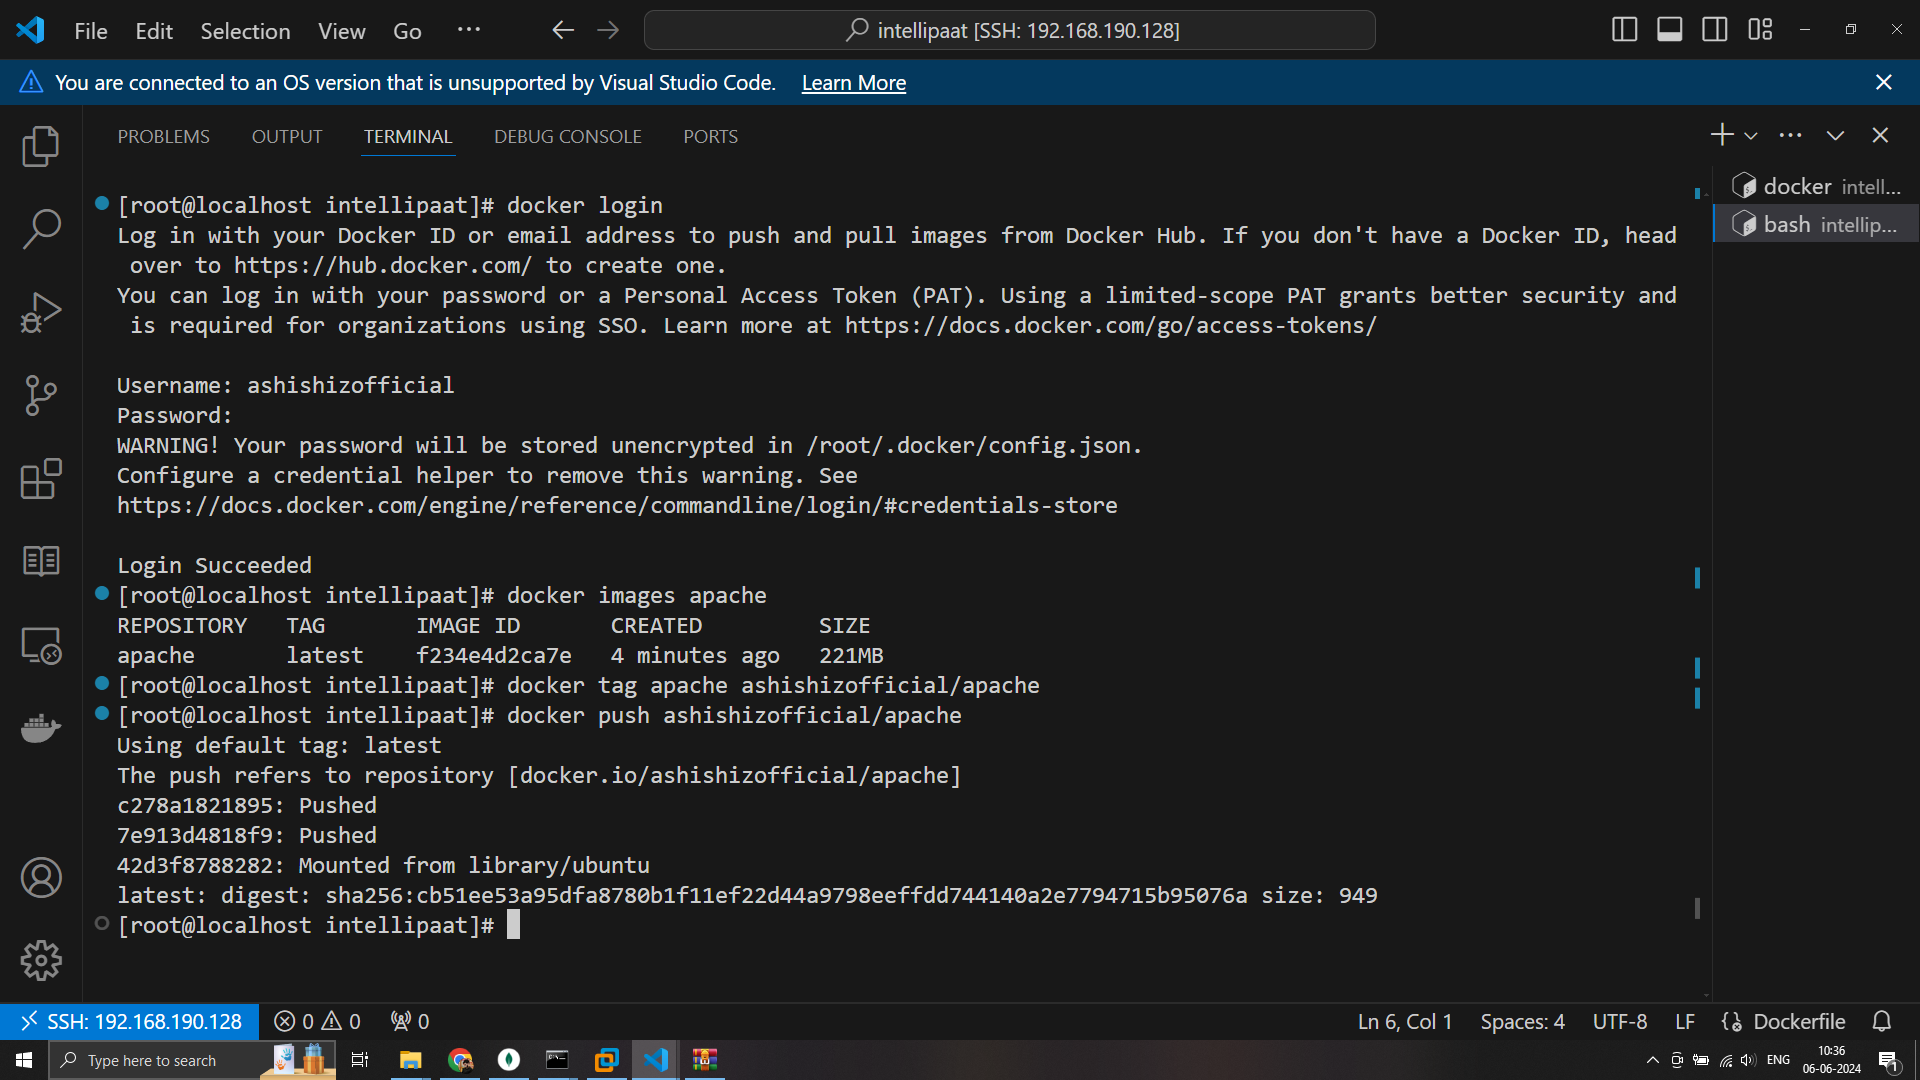 File Edit Selection View Go ··· intellipaat [SSH: 192.168.190.128]
You are connected to an OS version that is unsupported by Visual Studio Code. Learn More
PROBLEMS OUTPUT TERMINAL DEBUG CONSOLE PORTS
docker intell...
bash intellip...
[root@localhost intellipaat]# docker login
Log in with your Docker ID or email address to push and pull images from Docker Hub. If you don't have a Docker ID, head
over to https://hub.docker.com/ to create one.
You can log in with your password or a Personal Access Token (PAT). Using a limited-scope PAT grants better security and
is required for organizations using SSO. Learn more at https://docs.docker.com/go/access-tokens/
Username: ashishizofficial
Password:
WARNING! Your password will be stored unencrypted in /root/.docker/config.json.
Configure a credential helper to remove this warning. See
https://docs.docker.com/engine/reference/commandline/login/#credentials-store
Login Succeeded
[root@localhost intellipaat]# docker images apache
REPOSITORY TAG IMAGE ID CREATED SIZE
apache latest f234e4d2ca7e 4 minutes ago 221MB
[root@localhost intellipaat]# docker tag apache ashishizofficial/apache
[root@localhost intellipaat]# docker push ashishizofficial/apache
Using default tag: latest
The push refers to repository [docker.io/ashishizofficial/apache]
c278a1821895: Pushed
7e913d4818f9: Pushed
42d3f8788282: Mounted from library/ubuntu
latest: digest: sha256:cb51ee53a95dfa8780b1f11ef22d44a9798eeffdd744140a2e7794715b95076a size: 949
[root@localhost intellipaat]#
SSH: 192.168.190.128 0 0 0 Ln 6, Col 1 Spaces: 4 UTF-8 LF Dockerfile
Type here to search ENG 10:36
06-06-2024 1